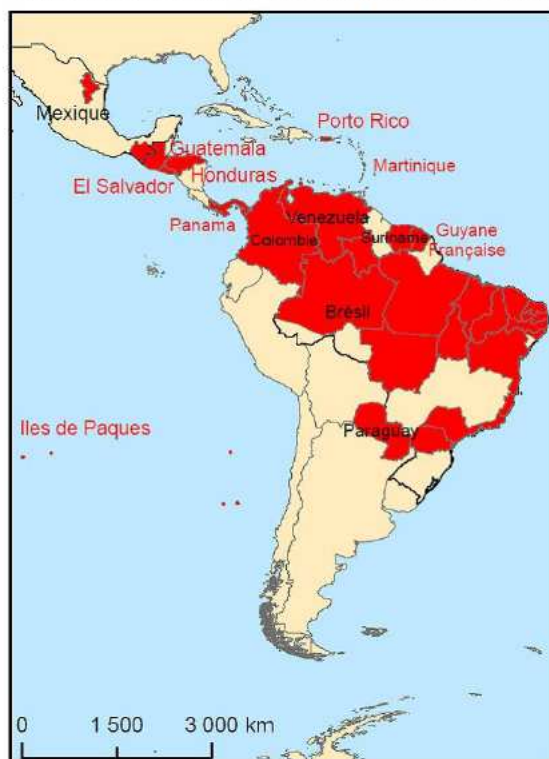 Mexique
Porto Rico
Guatemala
Martinique
Honduras
El Salvador
Panama
Venezuela
Colombie
Suriname
Guyane
Française
Brésil
Iles de Paques
Paraguay
0 1 500 3 000 km